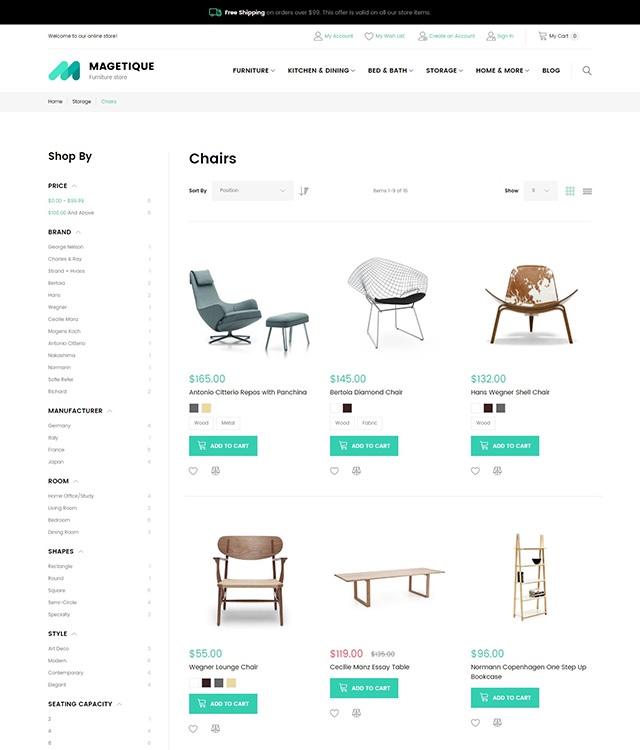 Free Shipping on orders over $99. This offer is valid on all our store items.
Welcome to our online store!
My Account
My Wish List
Create an Account
Sign In
My Cart 0
MAGETIQUE
Furniture store
FURNITURE
KITCHEN & DINING
BED & BATH
STORAGE
HOME & MORE
BLOG
Home
Storage
Chairs
Shop By
PRICE
$0.00 - $99.99 8
$100.00 And Above 8
BRAND
George Nelson 1
Charles & Ray 1
Strand + Hvass 1
Bertoia 2
Hans 2
Wegner 1
Cecilie Manz 1
Mogens Koch 1
Antonio Citterio 1
Nakashima 1
Normann 1
Sofie Refer 1
Richard 2
MANUFACTURER
Germany 4
Italy 1
France 6
Japan 4
ROOM
Home Office/Study 4
Living Room 2
Bedroom 6
Dining Room 3
SHAPES
Rectangle 1
Round 1
Square 6
Semi-Circle 4
Specialty 3
STYLE
Art Deco 3
Modern 4
Contemporary 4
Elegant 4
SEATING CAPACITY
2 1
4 4
6 6
Chairs
Sort By
Position
Items 1-9 of 16
Show
9
$165.00
Antonio Citterio Repos with Panchina
Wood
Metal
ADD TO CART
$145.00
Bertoia Diamond Chair
Wood
Fabric
ADD TO CART
$132.00
Hans Wegner Shell Chair
Wood
ADD TO CART
$55.00
Wegner Lounge Chair
ADD TO CART
$119.00 $135.00
Cecilie Manz Essay Table
ADD TO CART
$96.00
Normann Copenhagen One Step Up
Bookcase
ADD TO CART